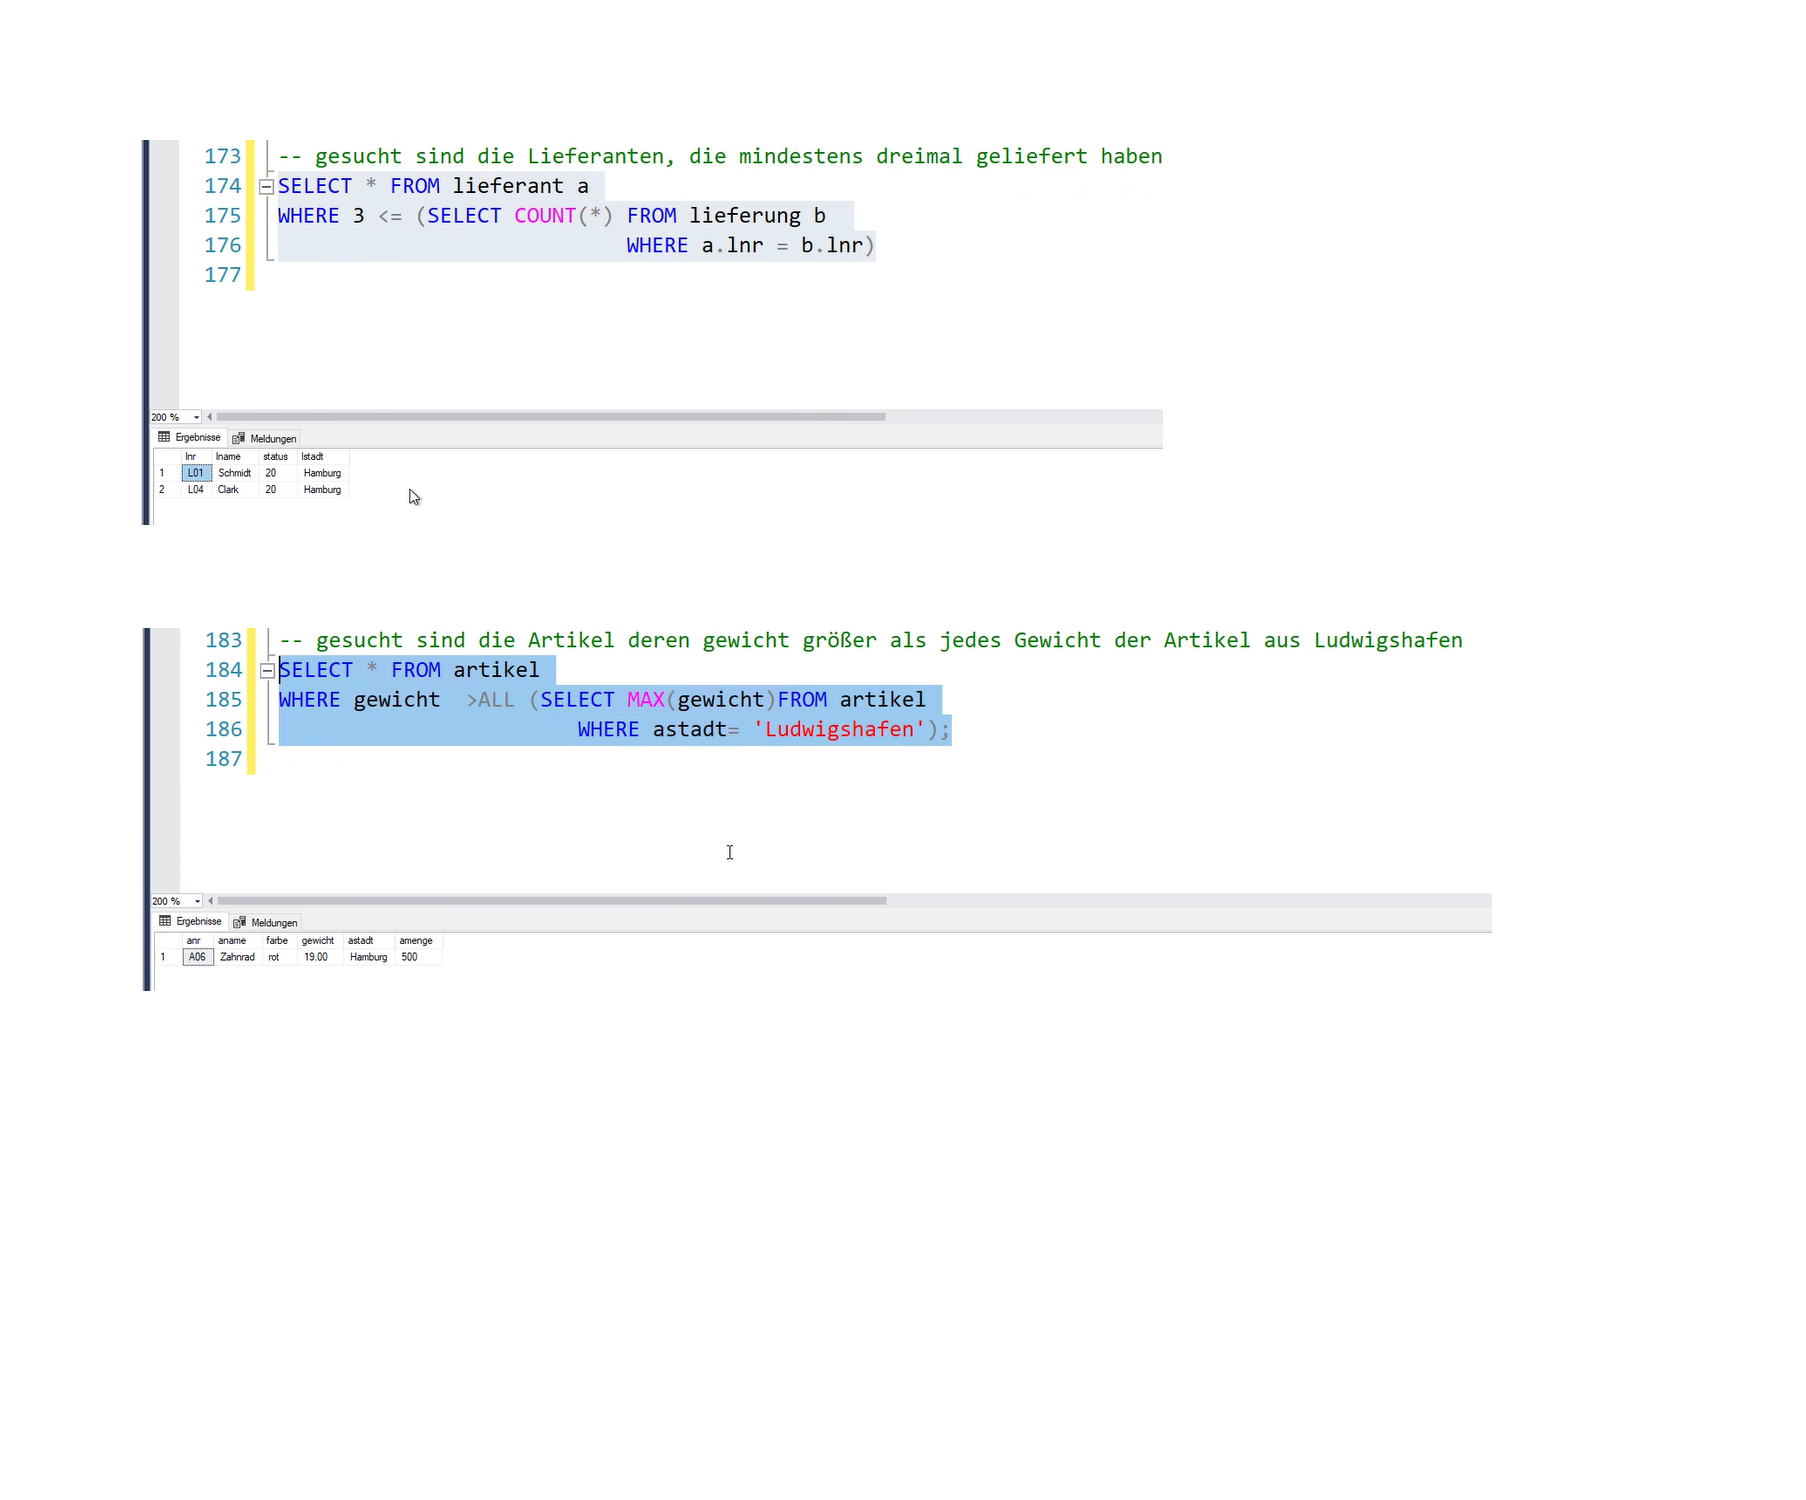 173 -- gesucht sind die Lieferanten, die mindestens dreimal geliefert haben
174 SELECT * FROM lieferant a
175 WHERE 3 <= (SELECT COUNT(*) FROM lieferung b
176 WHERE a.lnr = b.lnr)
177
200 %
Ergebnisse Meldungen
lnr lname status lstadt
1 L01 Schmidt 20 Hamburg
2 L04 Clark 20 Hamburg
183 -- gesucht sind die Artikel deren gewicht größer als jedes Gewicht der Artikel aus Ludwigshafen
184 SELECT * FROM artikel
185 WHERE gewicht >ALL (SELECT MAX(gewicht)FROM artikel
186 WHERE astadt= 'Ludwigshafen');
187
200 %
Ergebnisse Meldungen
anr aname farbe gewicht astadt amenge
1 A06 Zahnrad rot 19.00 Hamburg 500